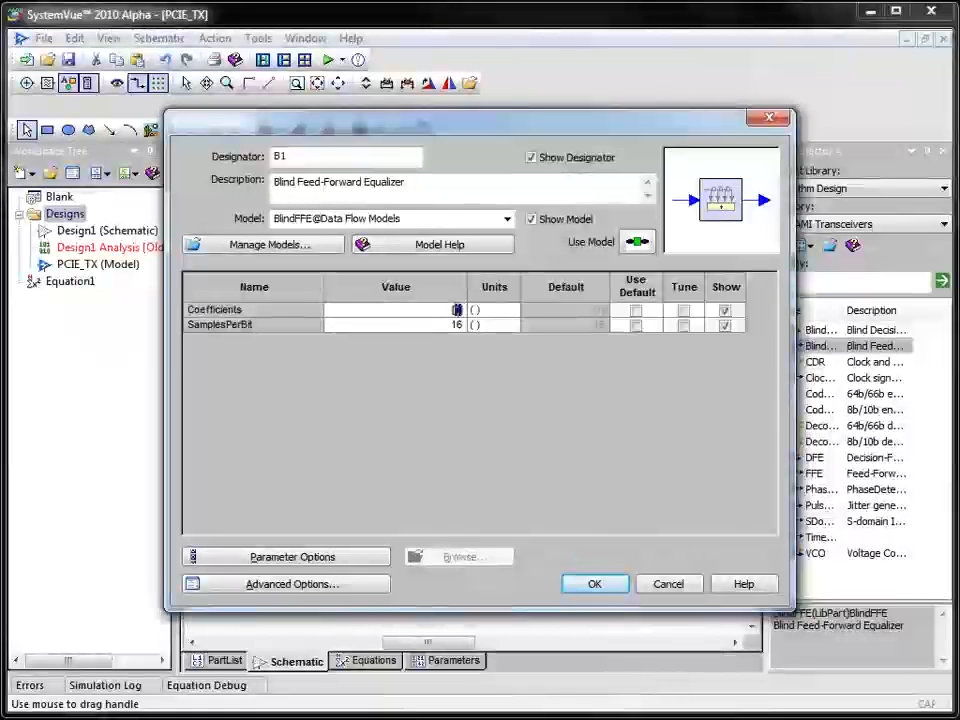 SystemVue™ 2010 Alpha - [PCIE_TX]
File Edit View Schematic Action Tools Window Help
Designator: B1
Show Designator
Description: Blind Feed-Forward Equalizer
Model: BlindFFE@Data Flow Models
Show Model
Manage Models...
Model Help
Use Model
Name Value Units Default Use Default Tune Show
Coefficients ()
SamplesPerBit 16 () 16
Parameter Options
Browse...
Advanced Options...
OK Cancel Help
Blank
Designs
Design1 (Schematic)
Design1 Analysis (Old
PCIE_TX (Model)
Equation1
t Library:
thm Design
ory:
AMI Transceivers
Description
Blind... Blind Decisi...
Blind... Blind Feed...
CDR Clock and ...
Cloc... Clock sign...
Cod... 64b/66b e...
Cod... 8b/10b en...
Deco... 64b/66b d...
Deco... 8b/10b de...
DFE Decision-F...
FFE Feed-Forw...
Phas... PhaseDete...
Puls... Jitter gene...
SDo... S-domain I...
Time...
VCO Voltage Co...
BlindFFE(LibPart)BlindFFE
Blind Feed-Forward Equalizer
PartList Schematic Equations Parameters
Errors Simulation Log Equation Debug
Use mouse to drag handle
CAP